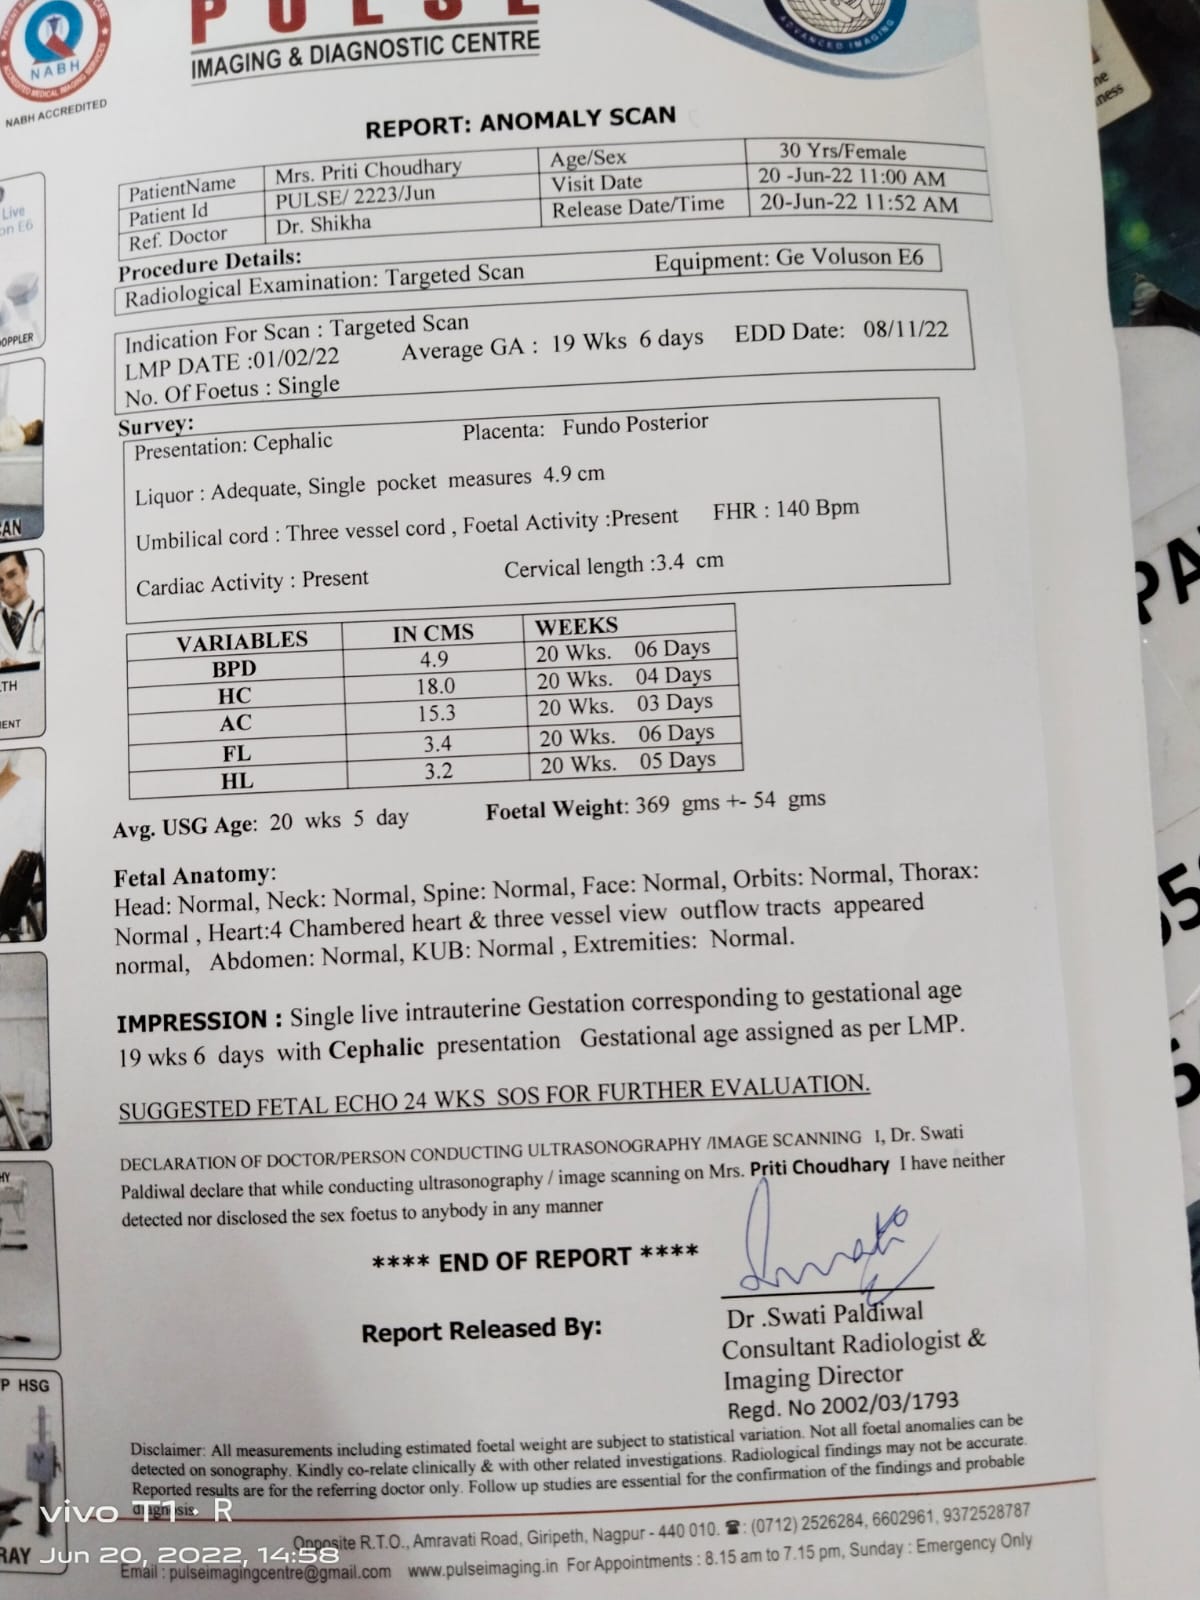 PULSE
IMAGING & DIAGNOSTIC CENTRE
NABH
NABH ACCREDITED
ADVANCED IMAGING
REPORT: ANOMALY SCAN
PatientName Mrs. Priti Choudhary Age/Sex 30 Yrs/Female
Patient Id PULSE/ 2223/Jun Visit Date 20 -Jun-22 11:00 AM
Ref. Doctor Dr. Shikha Release Date/Time 20-Jun-22 11:52 AM
Procedure Details:
Radiological Examination: Targeted Scan Equipment: Ge Voluson E6
Indication For Scan : Targeted Scan
LMP DATE :01/02/22 Average GA : 19 Wks 6 days EDD Date: 08/11/22
No. Of Foetus : Single
Survey:
Presentation: Cephalic Placenta: Fundo Posterior
Liquor : Adequate, Single pocket measures 4.9 cm
Umbilical cord : Three vessel cord , Foetal Activity :Present FHR : 140 Bpm
Cardiac Activity : Present Cervical length :3.4 cm
VARIABLES IN CMS WEEKS
BPD 4.9 20 Wks. 06 Days
HC 18.0 20 Wks. 04 Days
AC 15.3 20 Wks. 03 Days
FL 3.4 20 Wks. 06 Days
HL 3.2 20 Wks. 05 Days
Avg. USG Age: 20 wks 5 day Foetal Weight: 369 gms +- 54 gms
Fetal Anatomy:
Head: Normal, Neck: Normal, Spine: Normal, Face: Normal, Orbits: Normal, Thorax:
Normal , Heart:4 Chambered heart & three vessel view outflow tracts appeared
normal, Abdomen: Normal, KUB: Normal , Extremities: Normal.
IMPRESSION : Single live intrauterine Gestation corresponding to gestational age
19 wks 6 days with Cephalic presentation Gestational age assigned as per LMP.
SUGGESTED FETAL ECHO 24 WKS SOS FOR FURTHER EVALUATION.
DECLARATION OF DOCTOR/PERSON CONDUCTING ULTRASONOGRAPHY /IMAGE SCANNING I, Dr. Swati
Paldiwal declare that while conducting ultrasonography / image scanning on Mrs. Priti Choudhary I have neither
detected nor disclosed the sex foetus to anybody in any manner
**** END OF REPORT ****
Report Released By:
Dr .Swati Paldiwal
Consultant Radiologist &
Imaging Director
Regd. No 2002/03/1793
Disclaimer: All measurements including estimated foetal weight are subject to statistical variation. Not all foetal anomalies can be
detected on sonography. Kindly co-relate clinically & with other related investigations. Radiological findings may not be accurate.
Reported results are for the referring doctor only. Follow up studies are essential for the confirmation of the findings and probable
diagnosis
Opposite R.T.O., Amravati Road, Giripeth, Nagpur - 440 010. ☎: (0712) 2526284, 6602961, 9372528787
Email : pulseimagingcentre@gmail.com www.pulseimaging.in For Appointments : 8.15 am to 7.15 pm, Sunday : Emergency Only
vivo T1 · R
Jun 20, 2022, 14:58
Live
on E6
OPPLER
AN
TH
ENT
HY
P HSG
RAY